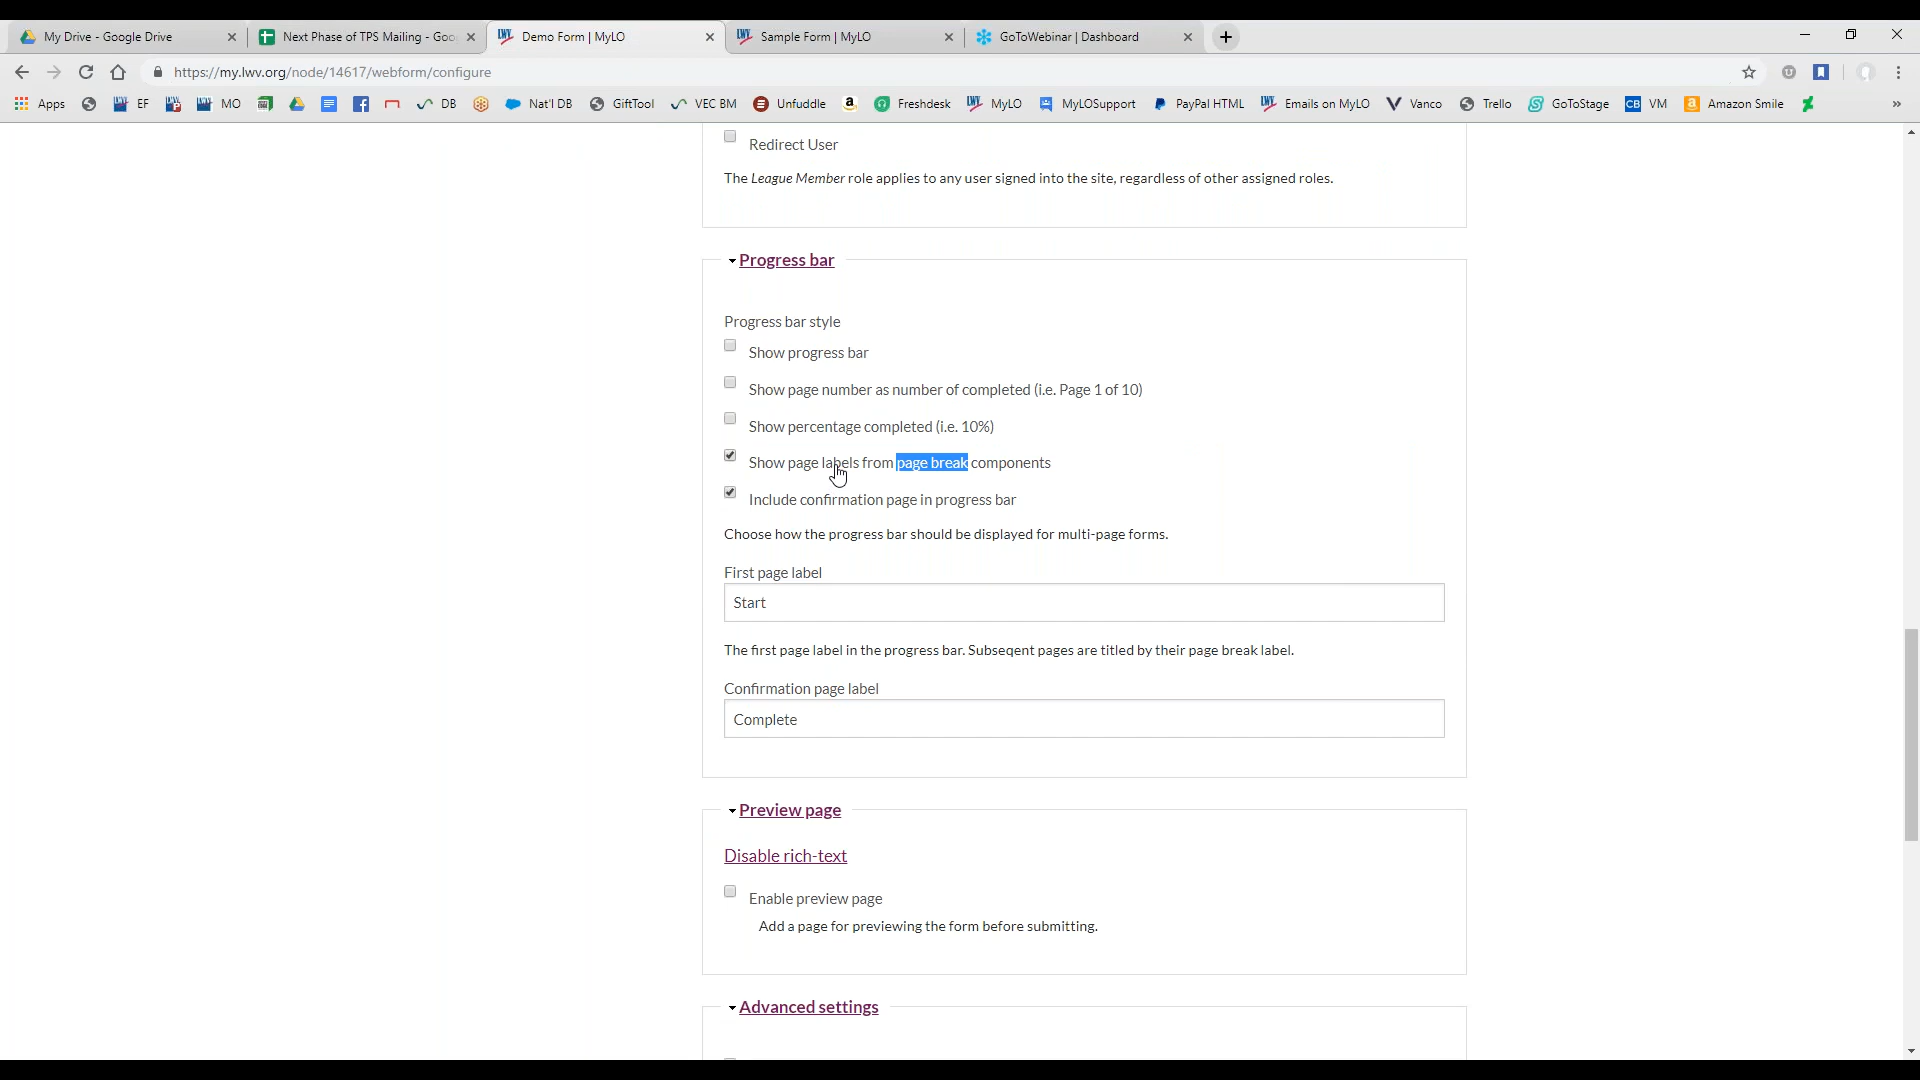 My Drive - Google Drive
Next Phase of TPS Mailing - Goo
Demo Form | MyLO
Sample Form | MyLO
GoToWebinar | Dashboard
https://my.lwv.org/node/14617/webform/configure
Apps EF MO DB Nat'l DB GiftTool VEC BM Unfuddle Freshdesk MyLO MyLOSupport PayPal HTML Emails on MyLO Vanco Trello GoToStage CB VM Amazon Smile »
Redirect User
The League Member role applies to any user signed into the site, regardless of other assigned roles.
Progress bar
Progress bar style
Show progress bar
Show page number as number of completed (i.e. Page 1 of 10)
Show percentage completed (i.e. 10%)
Show page labels from page break components
Include confirmation page in progress bar
Choose how the progress bar should be displayed for multi-page forms.
First page label
Start
The first page label in the progress bar. Subseqent pages are titled by their page break label.
Confirmation page label
Complete
Preview page
Disable rich-text
Enable preview page
Add a page for previewing the form before submitting.
Advanced settings